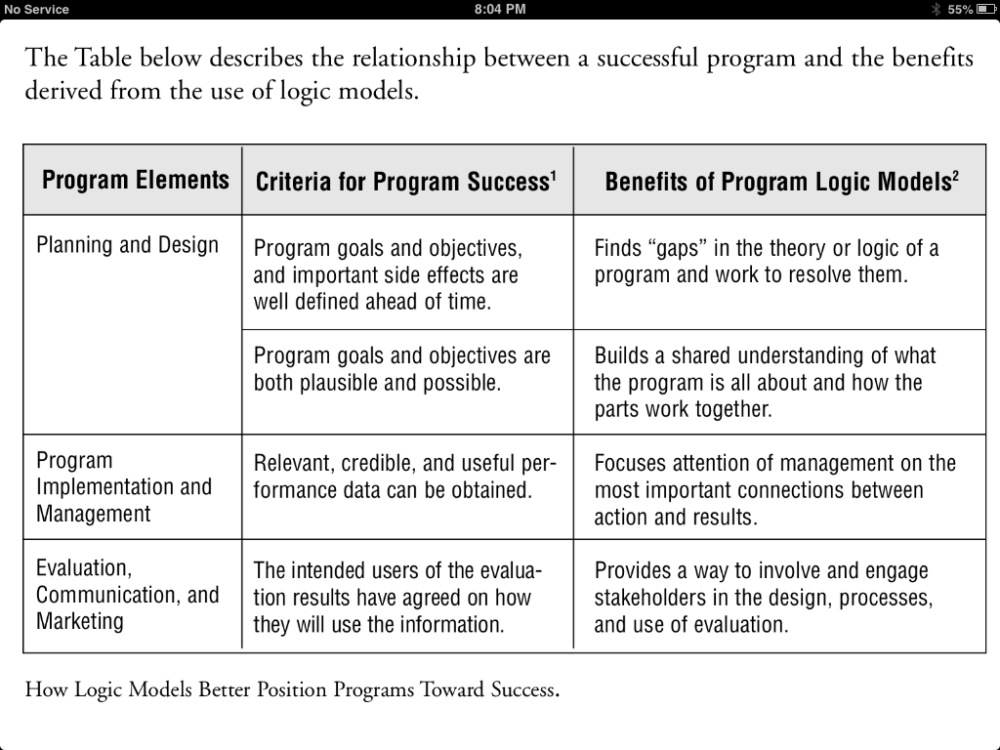 No Service
8:04 PM
55%
The Table below describes the relationship between a successful program and the benefits
derived from the use of logic models.
Program Elements
Criteria for Program Success¹
Benefits of Program Logic Models²
Planning and Design
Program goals and objectives,
and important side effects are
well defined ahead of time.
Finds “gaps” in the theory or logic of a
program and work to resolve them.
Program goals and objectives are
both plausible and possible.
Builds a shared understanding of what
the program is all about and how the
parts work together.
Program
Implementation and
Management
Relevant, credible, and useful per-
formance data can be obtained.
Focuses attention of management on the
most important connections between
action and results.
Evaluation,
Communication, and
Marketing
The intended users of the evalua-
tion results have agreed on how
they will use the information.
Provides a way to involve and engage
stakeholders in the design, processes,
and use of evaluation.
How Logic Models Better Position Programs Toward Success.